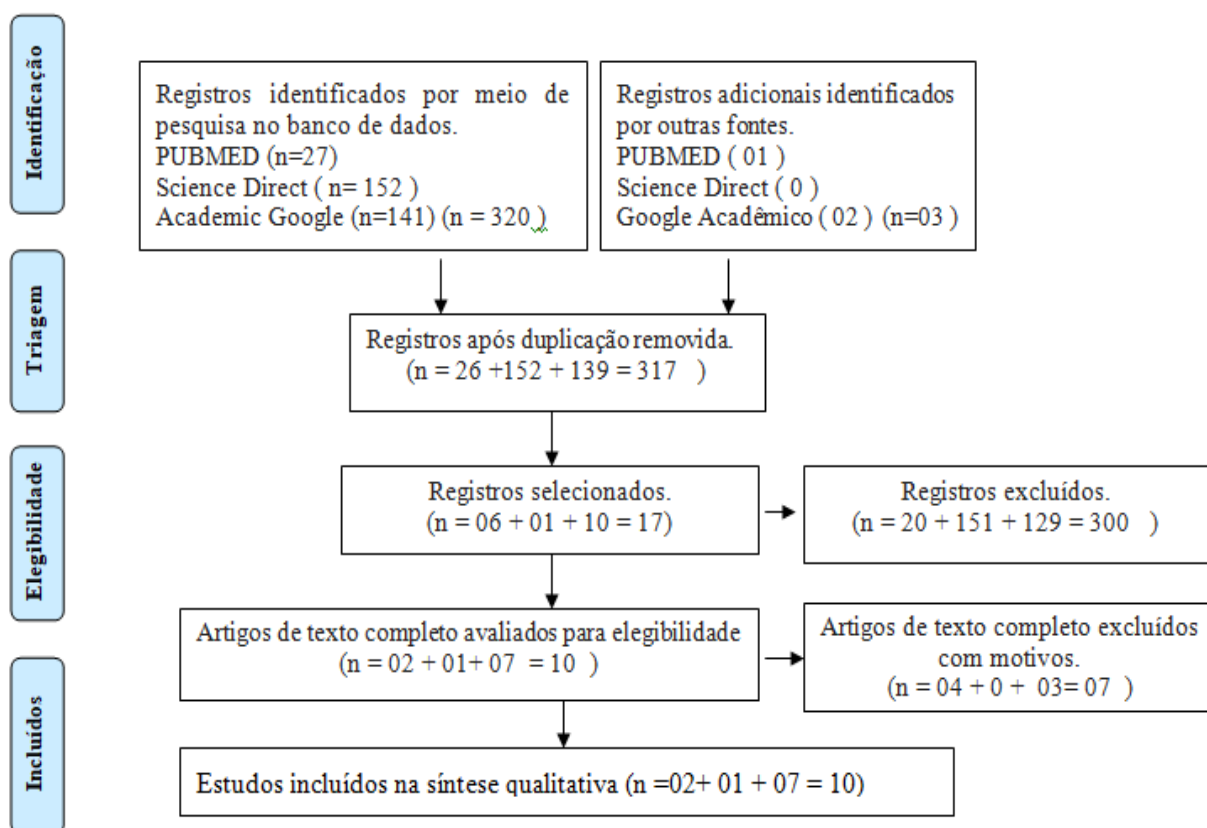 Identificação
Registros identificados por meio de
pesquisa no banco de dados.
PUBMED (n=27)
Science Direct ( n= 152 )
Academic Google (n=141) (n = 320 )
Registros adicionais identificados
por outras fontes.
PUBMED ( 01 )
Science Direct ( 0 )
Google Acadêmico ( 02 ) (n=03 )
Triagem
Registros após duplicação removida.
(n = 26 +152 + 139 = 317 )
Elegibilidade
Registros selecionados.
(n = 06 + 01 + 10 = 17)
Registros excluídos.
(n = 20 + 151 + 129 = 300 )
Artigos de texto completo avaliados para elegibilidade
(n = 02 + 01+ 07 = 10 )
Artigos de texto completo excluídos
com motivos.
(n = 04 + 0 + 03= 07 )
Incluídos
Estudos incluídos na síntese qualitativa (n =02+ 01 + 07 = 10)